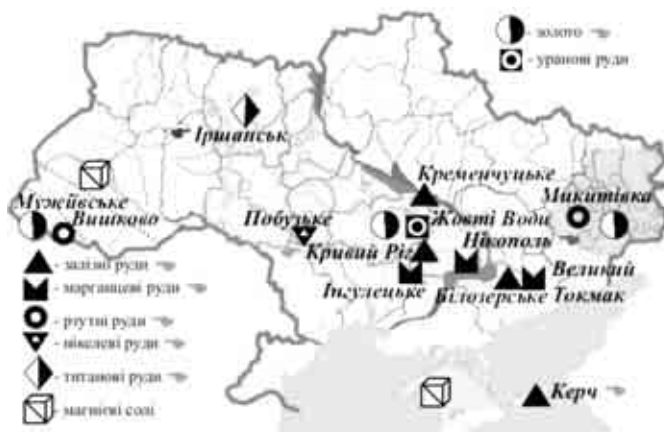 - золото
- уранові руди
Іршанськ
Кременчуцьке
Мужіївське
Вишково
Побузьке
Жовті Води
Микитівка
Нікополь
Кривий Ріг
Інгулецьке
Білозерське
Великий
Токмак
- залізні руди
- марганцеві руди
- ртутні руди
- нікелеві руди
- титанові руди
- магнієві солі
Керч